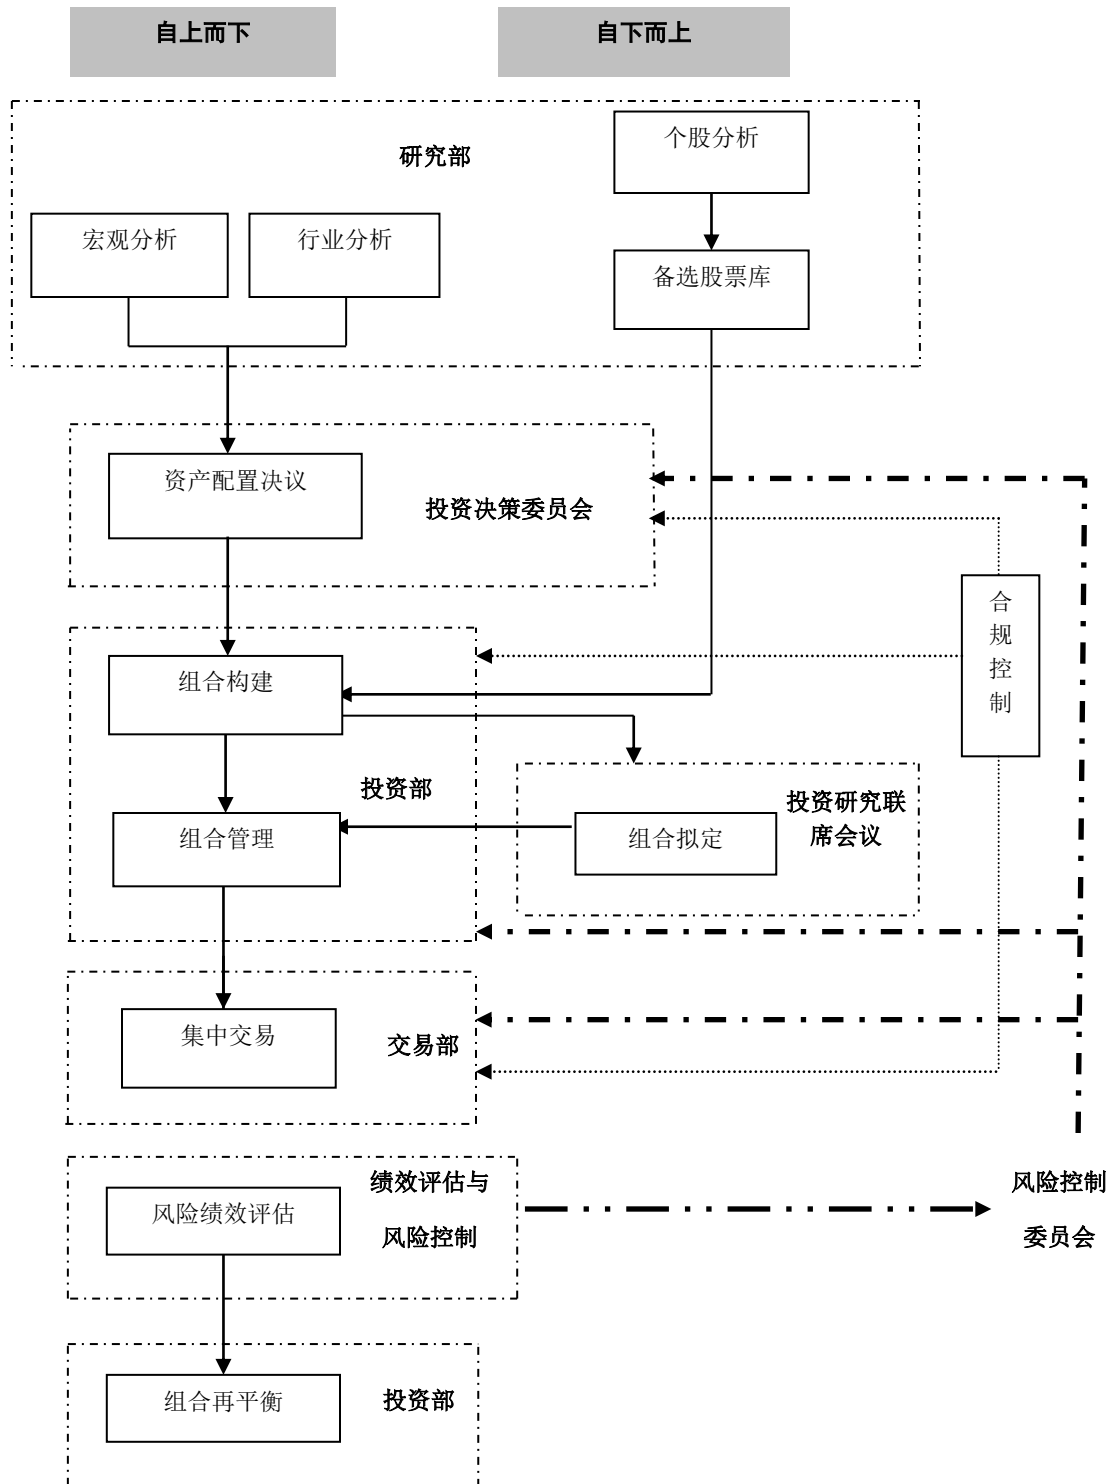 自上而下
自下而上
研究部
个股分析
宏观分析
行业分析
备选股票库
资产配置决议
投资决策委员会
合
规
控
制
组合构建
投资部
投资研究联
席会议
组合管理
组合拟定
集中交易
交易部
绩效评估与
风险控制
风险绩效评估
风险控制
委员会
组合再平衡
投资部